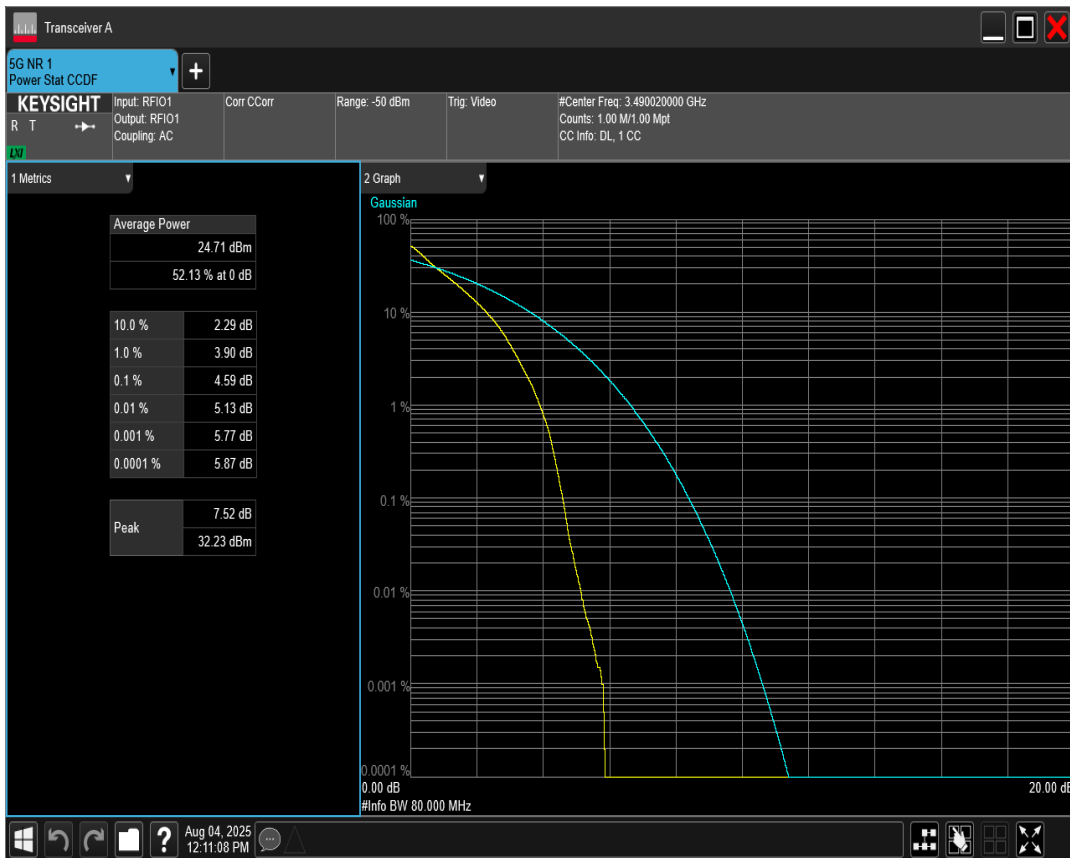 Transceiver A
5G NR 1
Power Stat CCDF
KEYSIGHT
R T
LXI
Input: RFIO1
Output: RFIO1
Coupling: AC
Corr CCorr
Range: -50 dBm
Trig: Video
#Center Freq: 3.490020000 GHz
Counts: 1.00 M/1.00 Mpt
CC Info: DL, 1 CC
1 Metrics
Average Power
24.71 dBm
52.13 % at 0 dB
10.0 % 2.29 dB
1.0 % 3.90 dB
0.1 % 4.59 dB
0.01 % 5.13 dB
0.001 % 5.77 dB
0.0001 % 5.87 dB
Peak
7.52 dB
32.23 dBm
2 Graph
Gaussian
100 %
10 %
1 %
0.1 %
0.01 %
0.001 %
0.0001 %
0.00 dB 20.00 dB
#Info BW 80.000 MHz
Aug 04, 2025
12:11:08 PM